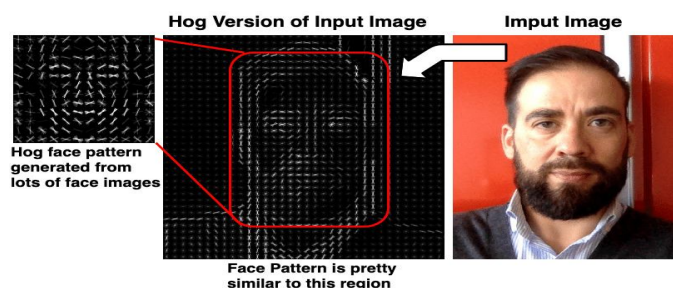 Hog Version of Input Image
Imput Image
Hog face pattern
generated from
lots of face images
Face Pattern is pretty
similar to this region